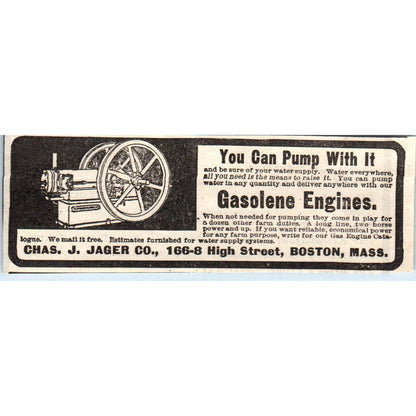 You Can Pump With It
and be sure of your water supply. Water everywhere,
all you need is the means to raise it. You can pump
water in any quantity and deliver anywhere with our
Gasolene Engines.
When not needed for pumping they come in play for
a dozen other farm duties. A long line, two horse
power and up. If you want reliable, economical power
for any farm purpose, write for our Gas Engine Cata-
logue. We mail it free. Estimates furnished for water supply systems.
CHAS. J. JAGER CO., 166-8 High Street, BOSTON, MASS.